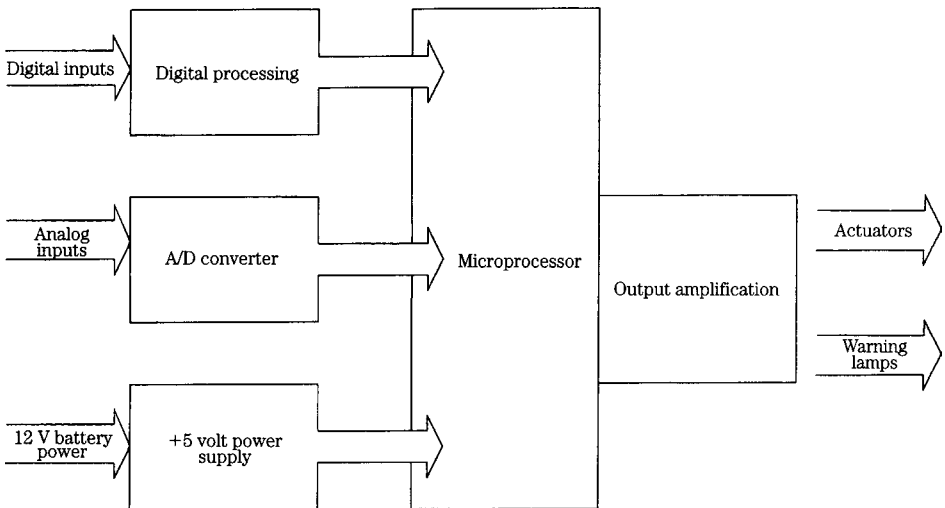 Digital inputs
Digital processing
Analog
inputs
A/D converter
Microprocessor
Output amplification
Actuators
Warning
lamps
12 V battery
power
+5 volt power
supply